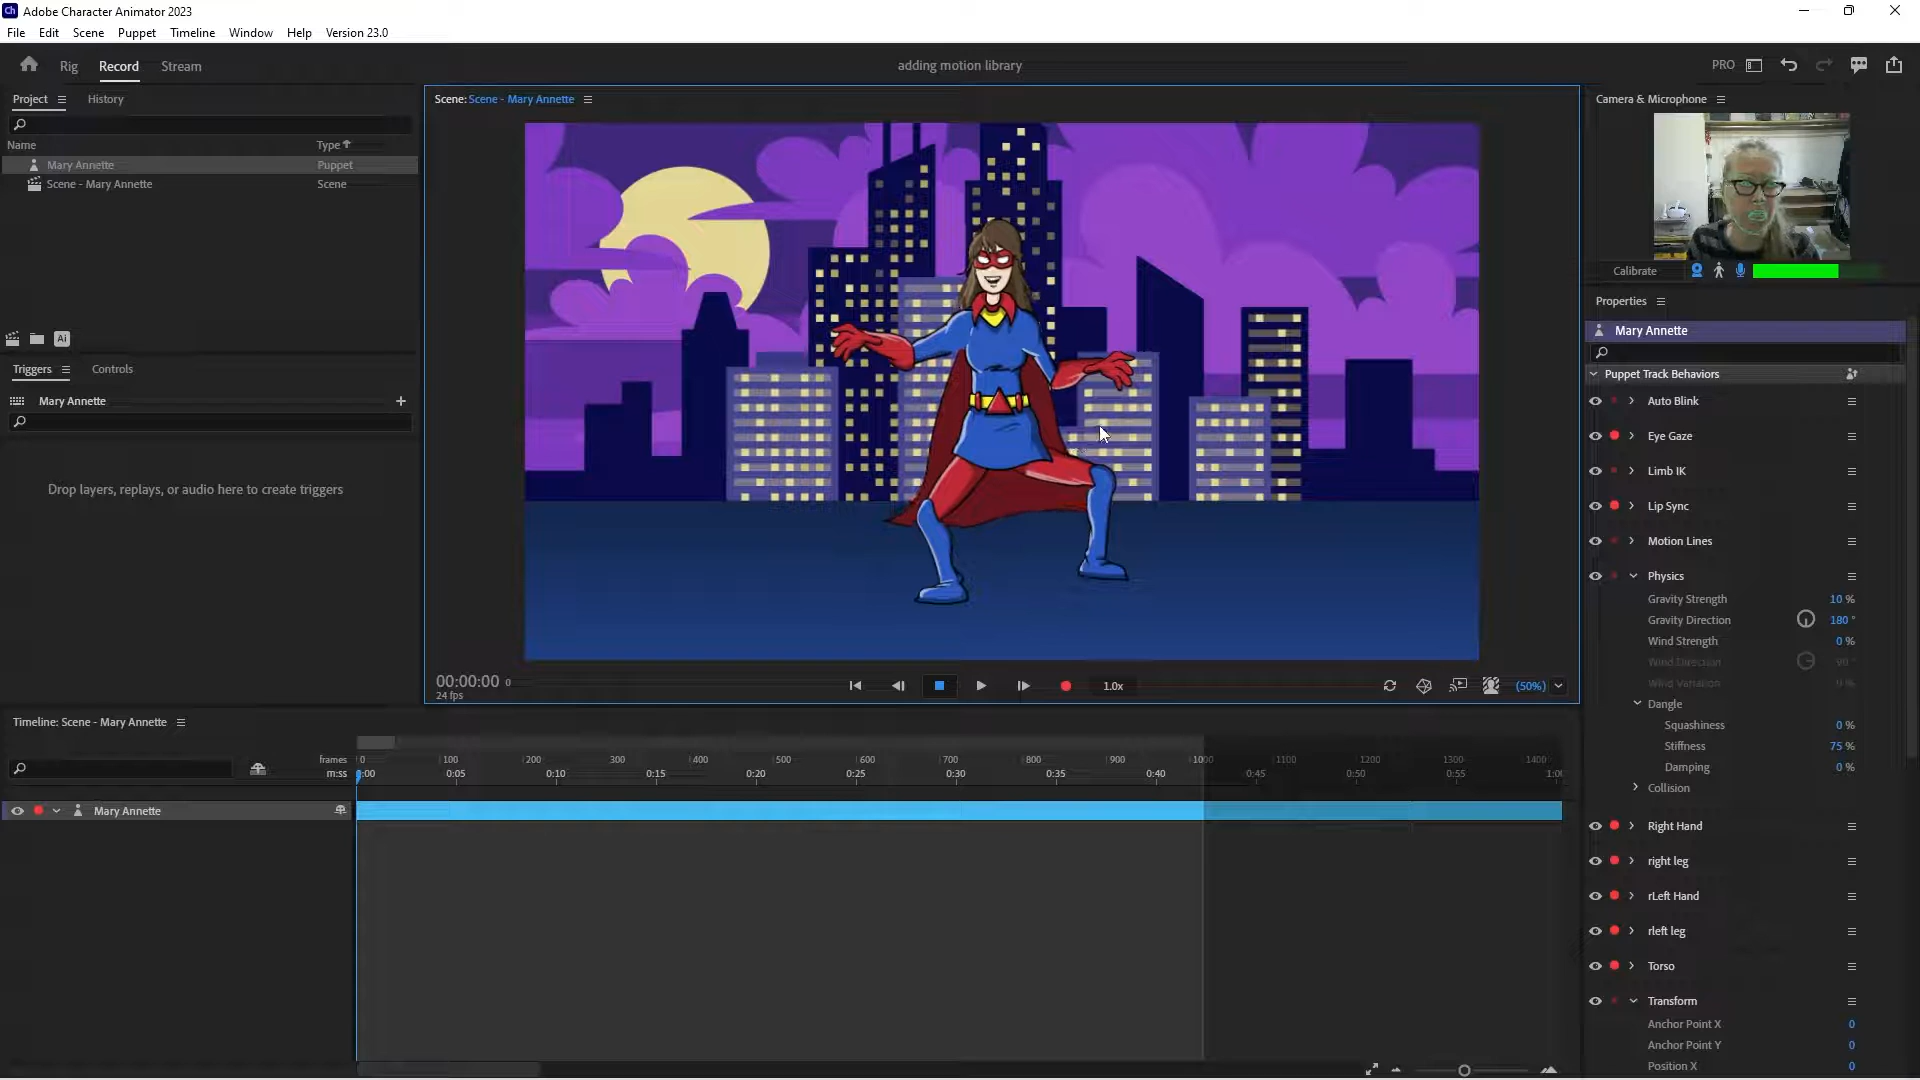 Ch Adobe Character Animator 2023
File Edit Scene Puppet Timeline Window Help Version 23.0
Rig Record Stream adding motion library PRO
Project History
Name Type
Mary Annette Puppet
Scene - Mary Annette Scene
Ai
Triggers Controls
Mary Annette +
Drop layers, replays, or audio here to create triggers
Scene: Scene - Mary Annette
00:00:00 0
24 fps
1.0x
(50%)
Camera & Microphone
Calibrate
Properties
Mary Annette
Puppet Track Behaviors
Auto Blink
Eye Gaze
Limb IK
Lip Sync
Motion Lines
Physics
Gravity Strength 10 %
Gravity Direction 180 °
Wind Strength 0 %
Wind Direction 90 °
Wind Variation 0 %
Dangle
Squashiness 0 %
Stiffness 75 %
Damping 0 %
Collision
Right Hand
right leg
rLeft Hand
rleft leg
Torso
Transform
Anchor Point X 0
Anchor Point Y 0
Position X 0
Timeline: Scene - Mary Annette
frames 0 100 200 300 400 500 600 700 800 900 1000 1100 1200 1300 1400
m:ss 0:05 0:10 0:15 0:20 0:25 0:30 0:35 0:40 0:45 0:50 0:55
Mary Annette